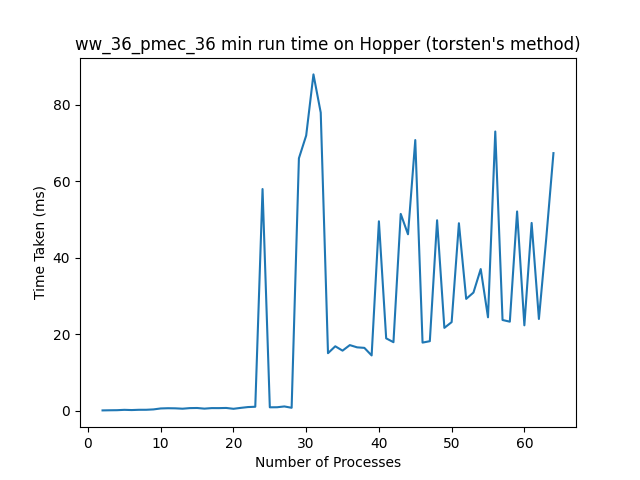 ww_36_pmec_36 min run time on Hopper (torsten's method)
80
60
40
20
0
Time Taken (ms)
0 10 20 30 40 50 60
Number of Processes